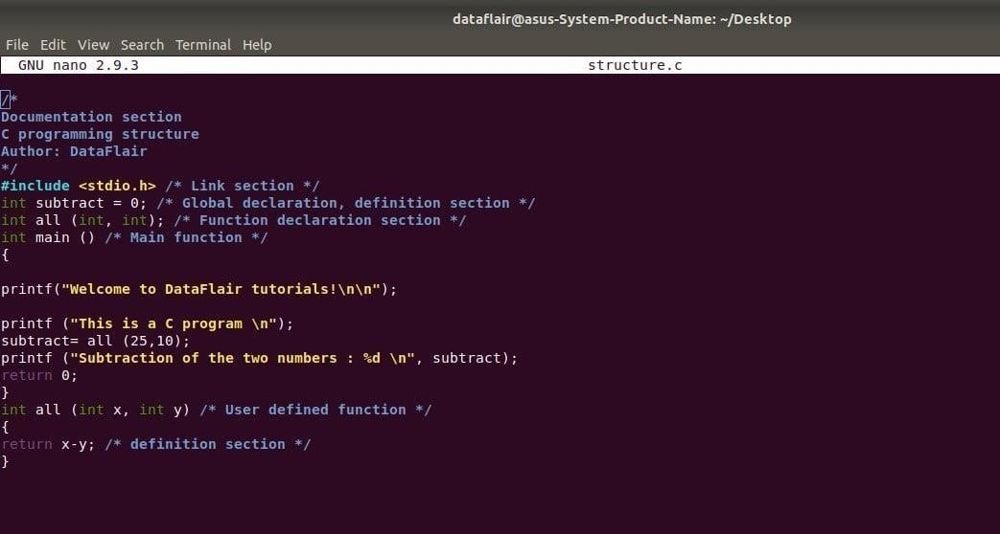 dataflair@asus-System-Product-Name: ~/Desktop
File Edit View Search Terminal Help
GNU nano 2.9.3 structure.c
/*
Documentation section
C programming structure
Author: DataFlair
*/
#include <stdio.h> /* Link section */
int subtract = 0; /* Global declaration, definition section */
int all (int, int); /* Function declaration section */
int main () /* Main function */
{
printf("Welcome to DataFlair tutorials!\n\n");
printf ("This is a C program \n");
subtract= all (25,10);
printf ("Subtraction of the two numbers : %d \n", subtract);
return 0;
}
int all (int x, int y) /* User defined function */
{
return x-y; /* definition section */
}